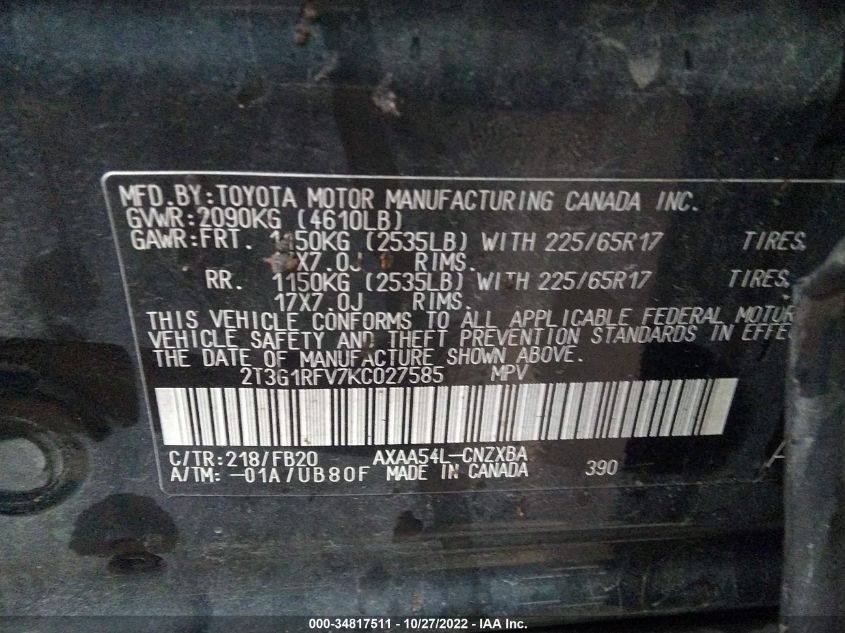 MFD.BY:TOYOTA MOTOR MANUFACTURING CANADA INC.
GVWR:2090KG (4610LB)
GAWR:FRT. 1150KG (2535LB) WITH 225/65R17 TIRES,
17X7.0J RIMS.
RR. 1150KG (2535LB) WITH 225/65R17 TIRES,
17X7.0J RIMS.
THIS VEHICLE CONFORMS TO ALL APPLICABLE FEDERAL MOTOR
VEHICLE SAFETY AND THEFT PREVENTION STANDARDS IN EFFE
THE DATE OF MANUFACTURE SHOWN ABOVE.
2T3G1RFV7KC027585 MPV
C/TR:218/FB20 AXAA54L-CNZXBA
A/TM: -01A/UB80F MADE IN CANADA 390
000-34817511 - 10/27/2022 - IAA Inc.